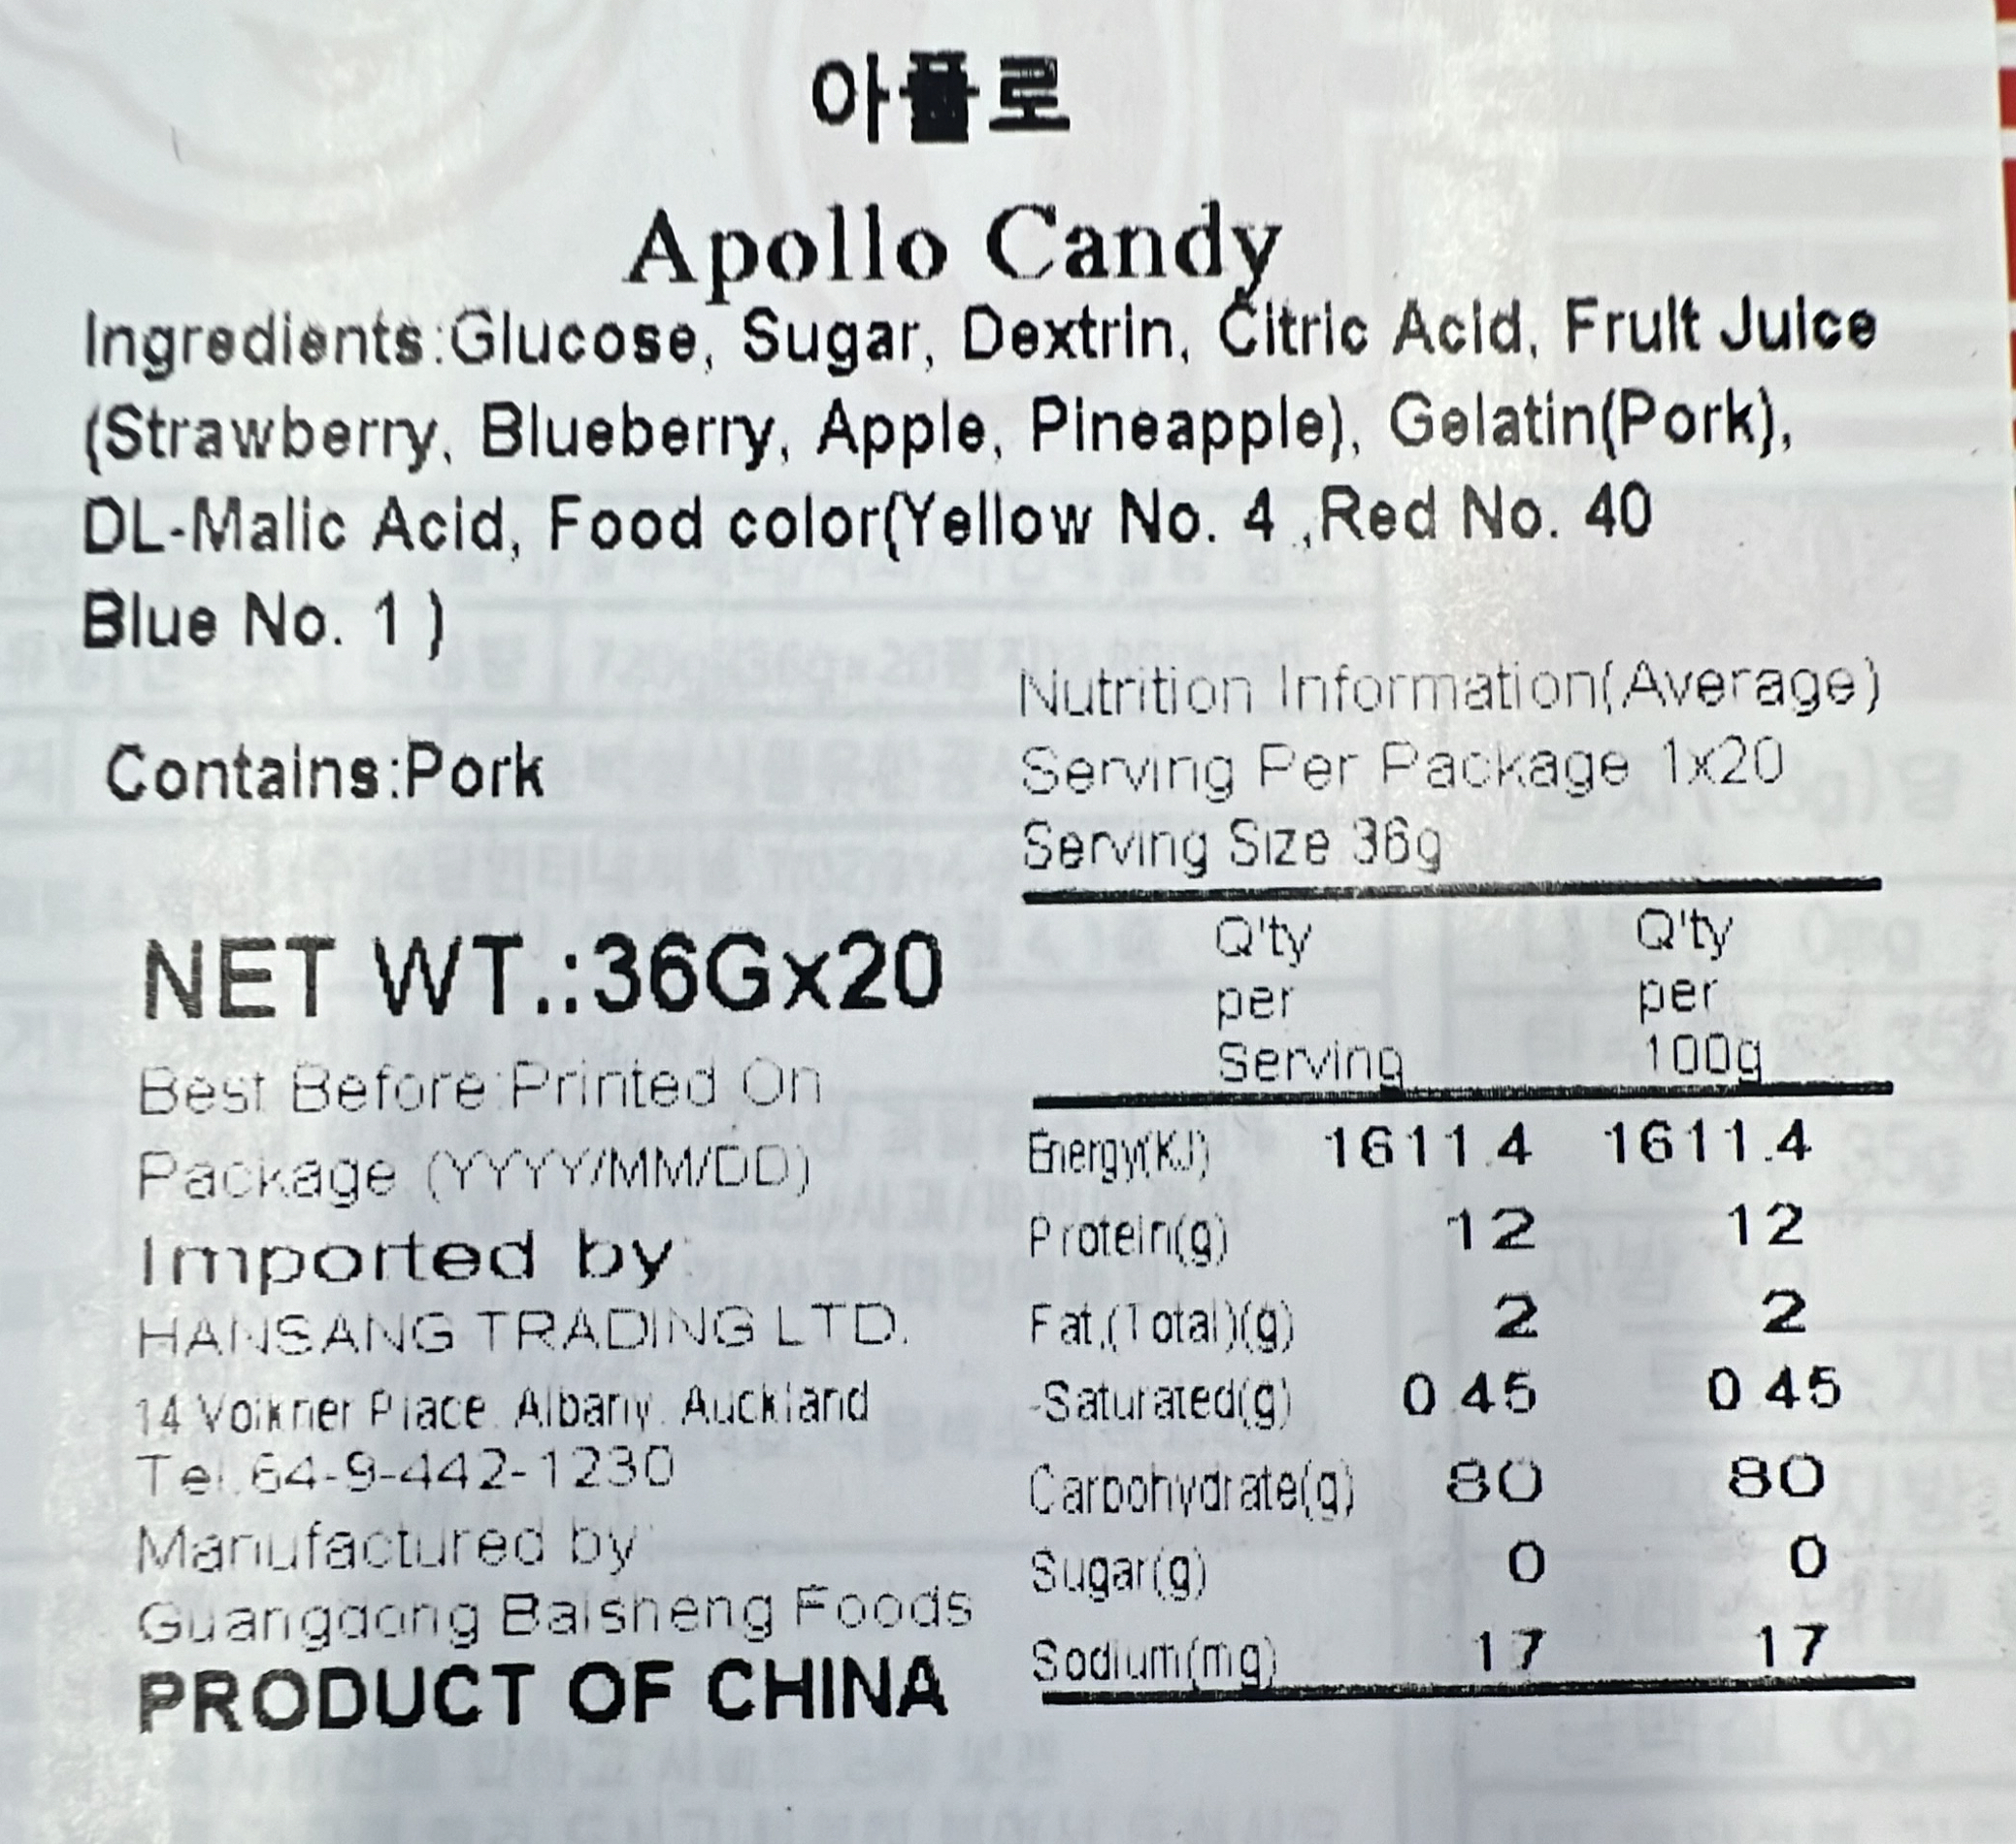 아폴로
Apollo Candy
Ingredients:Glucose, Sugar, Dextrin, Citric Acid, Fruit Juice
(Strawberry, Blueberry, Apple, Pineapple), Gelatin(Pork),
DL-Malic Acid, Food color(Yellow No. 4 ,Red No. 40
Blue No. 1 )
Contains:Pork
NET WT.:36Gx20
Best Before:Printed On
Package (YYYY/MM/DD)
Imported by
HANSANG TRADING LTD.
14 Volkner Place. Albany. Auckland
Tel.64-9-442-1230
Manufactured by
Guangdong Baisheng Foods
PRODUCT OF CHINA
Nutrition Information(Average)
Serving Per Package 1x20
Serving Size 36g
Q'ty per Serving Q'ty per 100g
Energy(KJ) 1611.4 1611.4
Protein(g) 12 12
Fat,(Total)(g) 2 2
-Saturated(g) 0.45 0.45
Carbohydrate(g) 80 80
Sugar(g) 0 0
Sodium(mg) 17 17